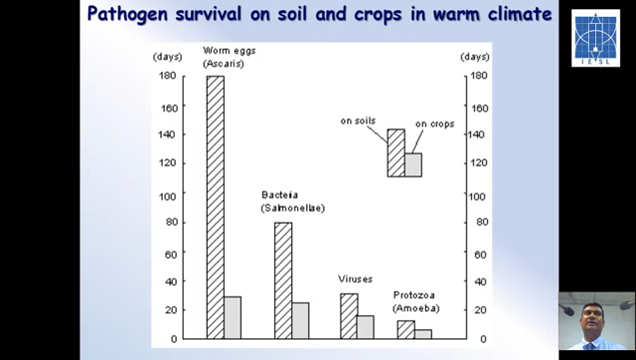 Pathogen survival on soil and crops in warm climate
Worm eggs
(Ascaris)
(days)
(days)
180
180
160
160
on soils
on crops
140
140
120
120
100
100
Bacteria
(Salmonellae)
80
80
60
60
Viruses
40
40
Protozoa
(Amoeba)
20
20
0
0
IESL